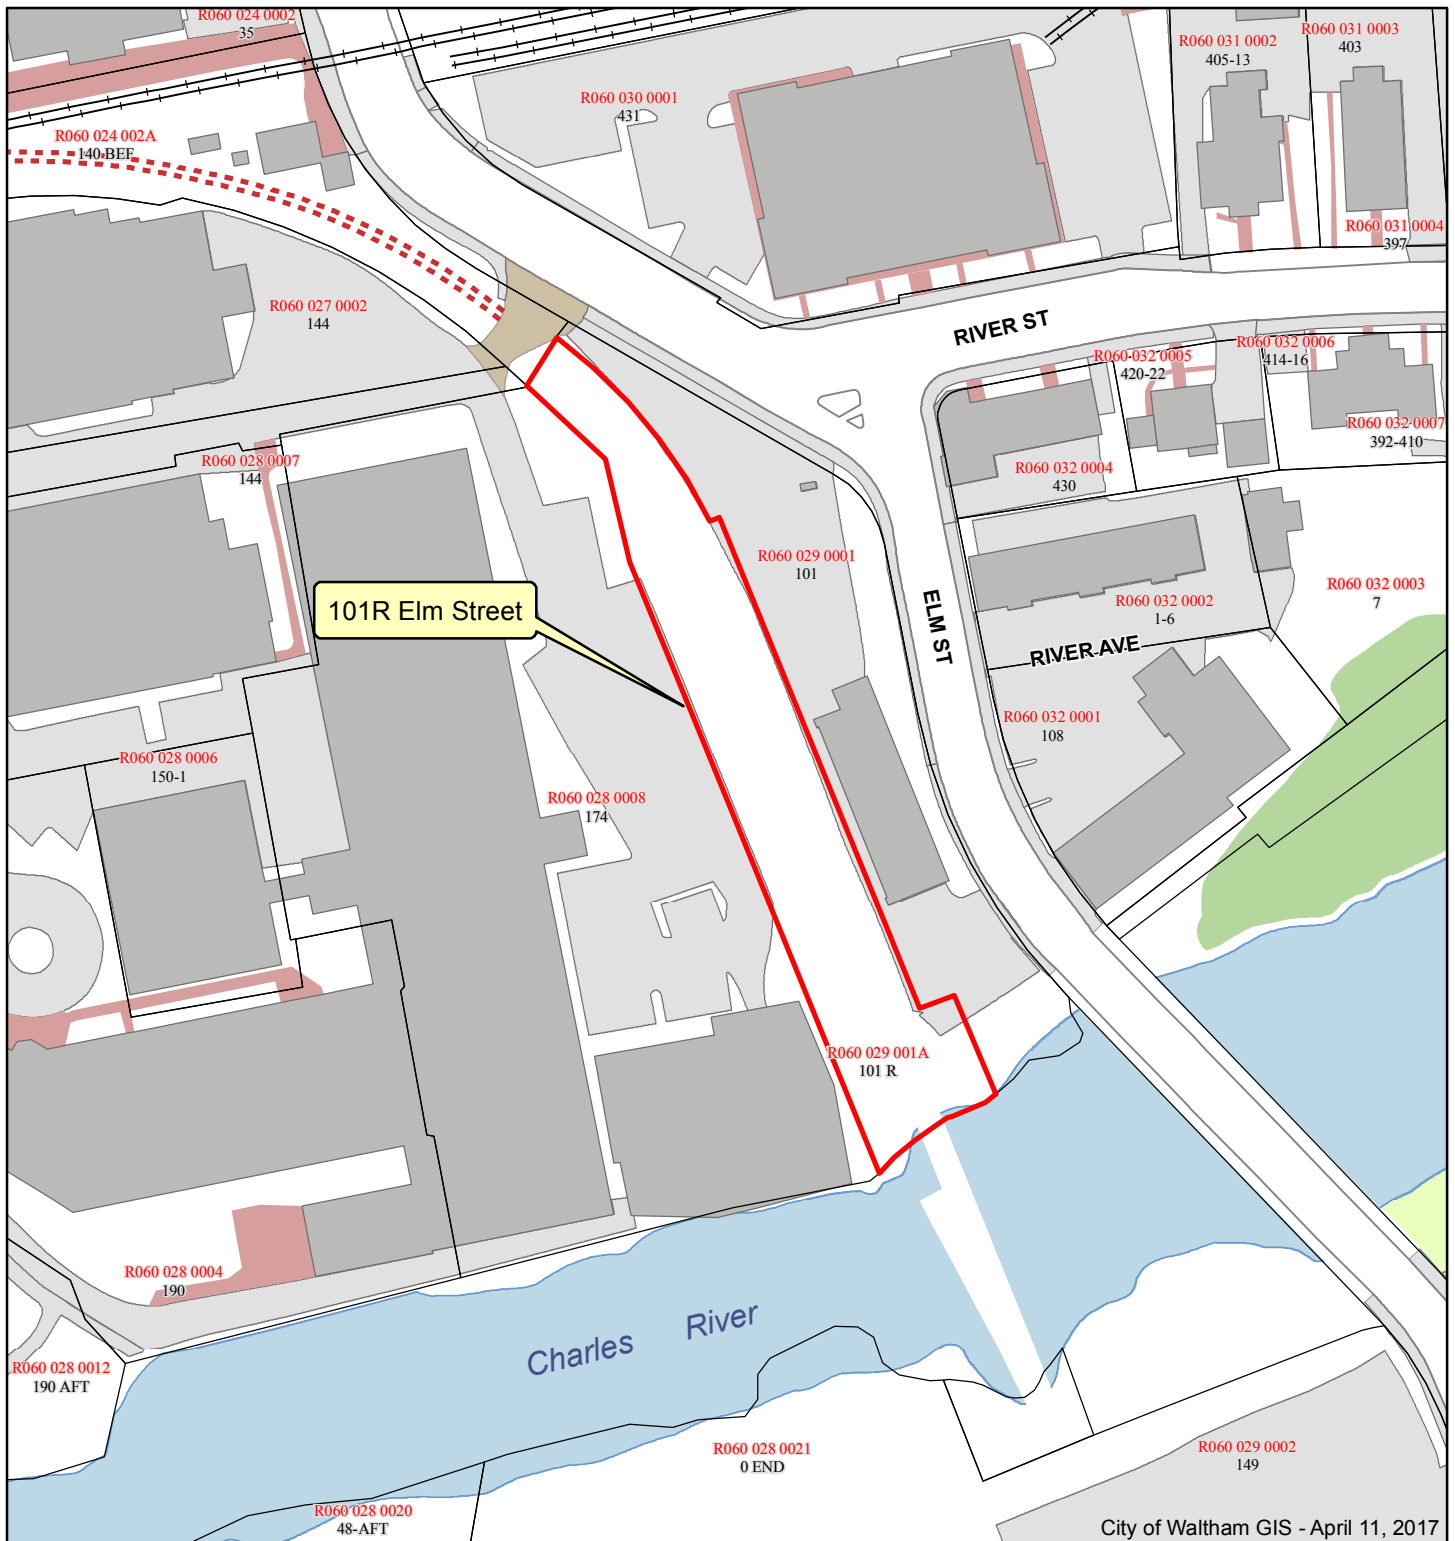 R060 024 0002
35
R060 031 0002
405-13
R060 031 0003
403
R060 030 0001
431
R060 024 002A
140 BEF
R060 031 0004
397
R060 027 0002
144
RIVER ST
R060 032 0005
420-22
R060 032 0006
414-16
R060 032 0007
392-410
R060 028 0007
144
R060 032 0004
430
R060 029 0001
101
101R Elm Street
ELM ST
R060 032 0002
1-6
R060 032 0003
7
RIVER AVE
R060 032 0001
108
R060 028 0006
150-1
R060 028 0008
174
R060 029 001A
101 R
R060 028 0004
190
Charles River
R060 028 0012
190 AFT
R060 028 0021
0 END
R060 029 0002
149
R060 028 0020
48-AFT
City of Waltham GIS - April 11, 2017